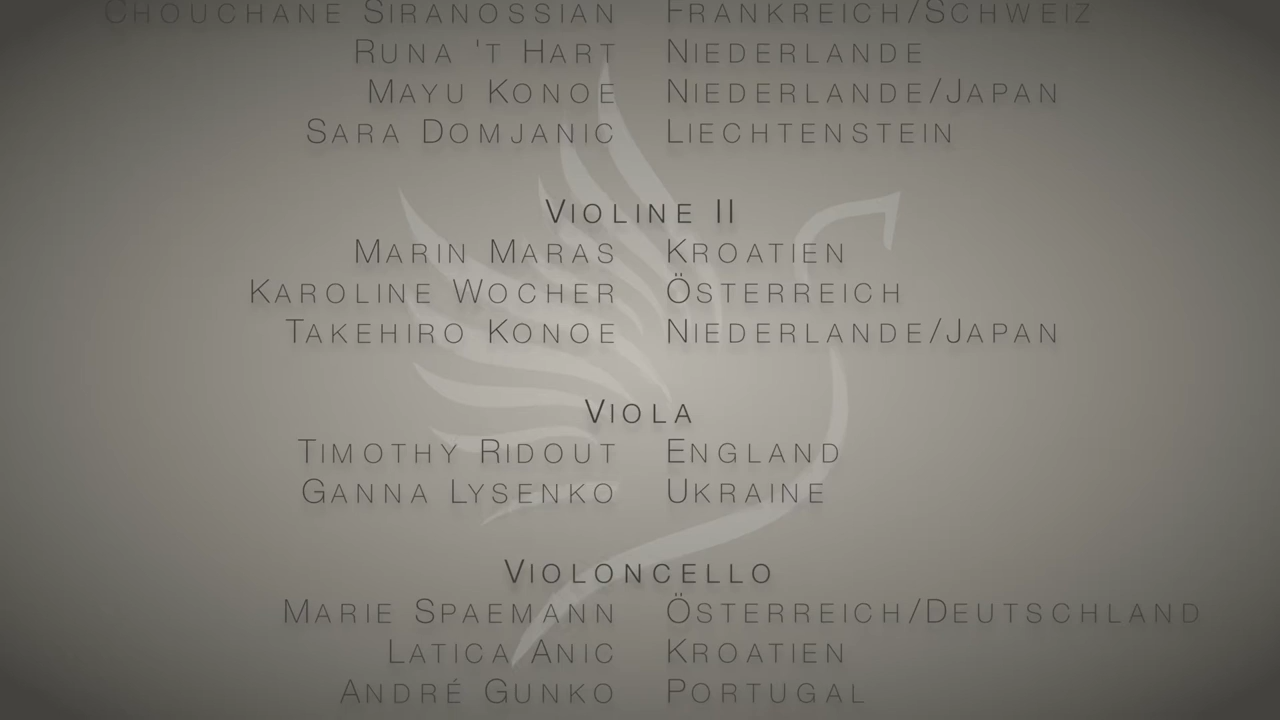 Chouchane Siranossian Frankreich/Schweiz
Runa 't Hart Niederlande
Mayu Konoe Niederlande/Japan
Sara Domjanic Liechtenstein
Violine II
Marin Maras Kroatien
Karoline Wocher Österreich
Takehiro Konoe Niederlande/Japan
Viola
Timothy Ridout England
Ganna Lysenko Ukraine
Violoncello
Marie Spaemann Österreich/Deutschland
Latica Anic Kroatien
André Gunko Portugal